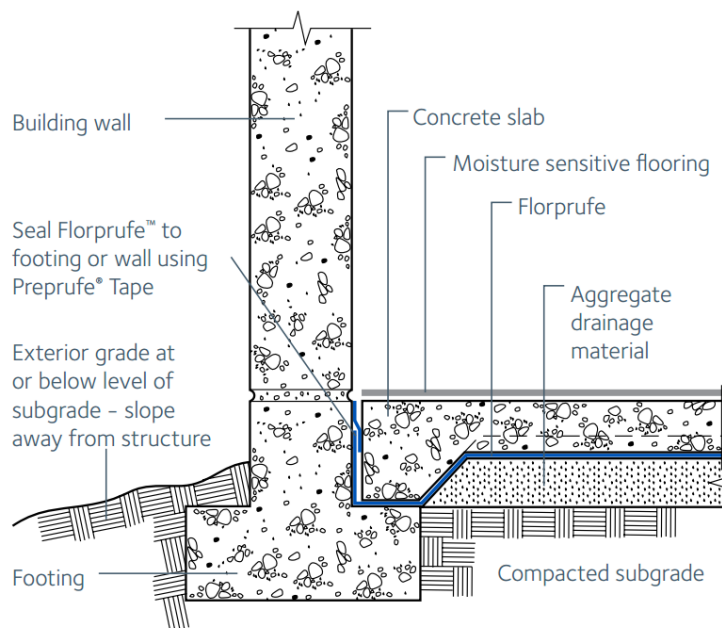 Building wall
Concrete slab
Moisture sensitive flooring
Florprufe
Seal Florprufe™ to
footing or wall using
Preprufe® Tape
Aggregate
drainage
material
Exterior grade at
or below level of
subgrade - slope
away from structure
Footing
Compacted subgrade